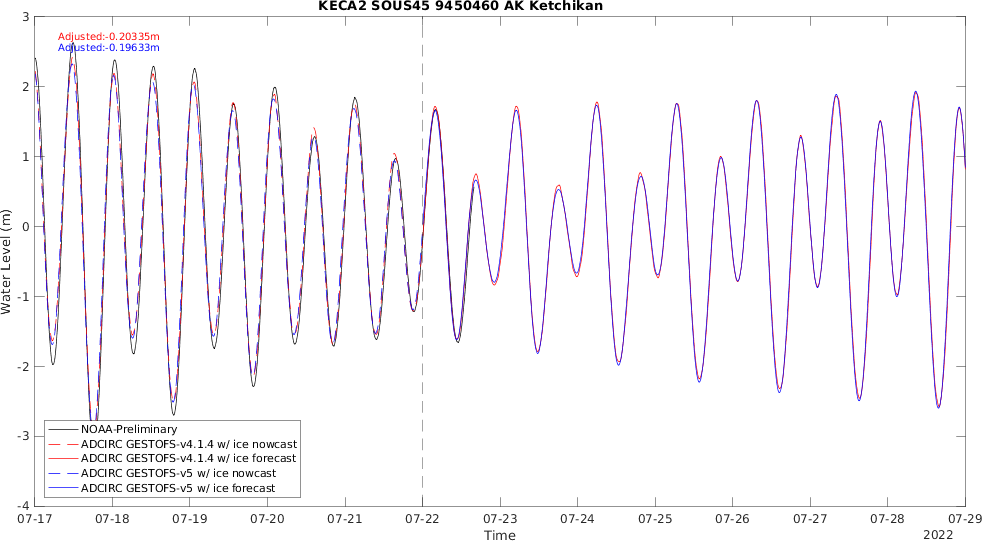 KECA2 SOUS45 9450460 AK Ketchikan
3
Adjusted:-0.20335m
Adjusted:-0.19633m
2
1
0
Water Level (m)
-1
-2
-3
-4
NOAA-Preliminary
ADCIRC GESTOFS-v4.1.4 w/ ice nowcast
ADCIRC GESTOFS-v4.1.4 w/ ice forecast
ADCIRC GESTOFS-v5 w/ ice nowcast
ADCIRC GESTOFS-v5 w/ ice forecast
07-17 07-18 07-19 07-20 07-21 07-22 07-23 07-24 07-25 07-26 07-27 07-28 07-29
Time
2022